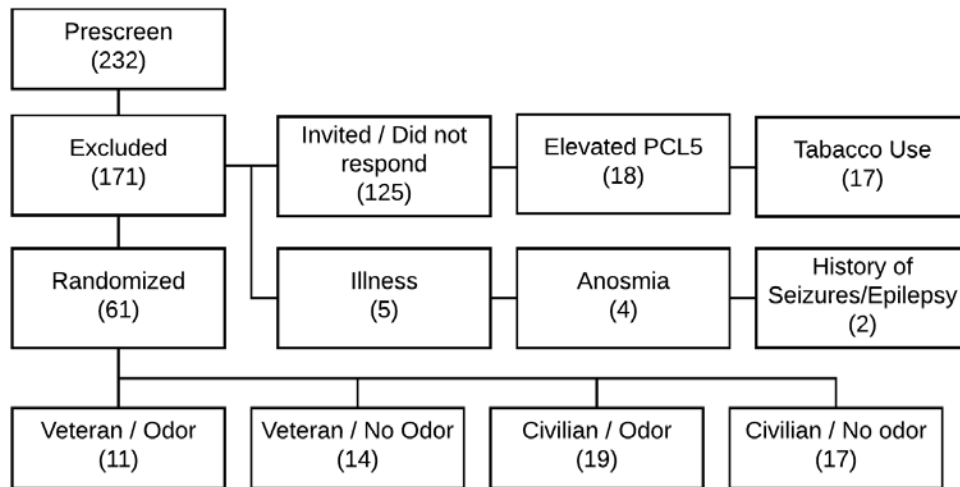 Prescreen
(232)
Excluded
(171)
Invited / Did not
respond
(125)
Elevated PCL5
(18)
Tabacco Use
(17)
Randomized
(61)
Illness
(5)
Anosmia
(4)
History of
Seizures/Epilepsy
(2)
Veteran / Odor
(11)
Veteran / No Odor
(14)
Civilian / Odor
(19)
Civilian / No odor
(17)